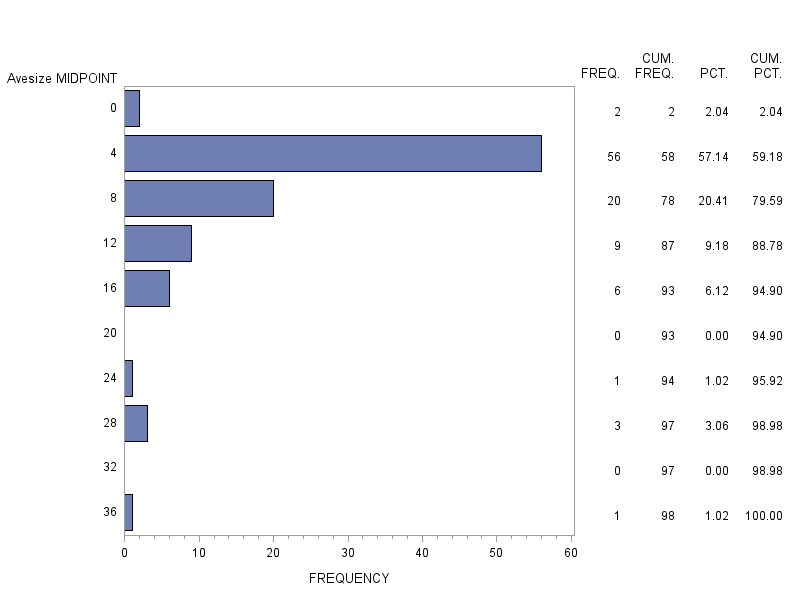 CUM. CUM.
Avesize MIDPOINT FREQ. FREQ. PCT. PCT.
0 2 2 2.04 2.04
4 56 58 57.14 59.18
8 20 78 20.41 79.59
12 9 87 9.18 88.78
16 6 93 6.12 94.90
20 0 93 0.00 94.90
24 1 94 1.02 95.92
28 3 97 3.06 98.98
32 0 97 0.00 98.98
36 1 98 1.02 100.00
0 10 20 30 40 50 60
FREQUENCY